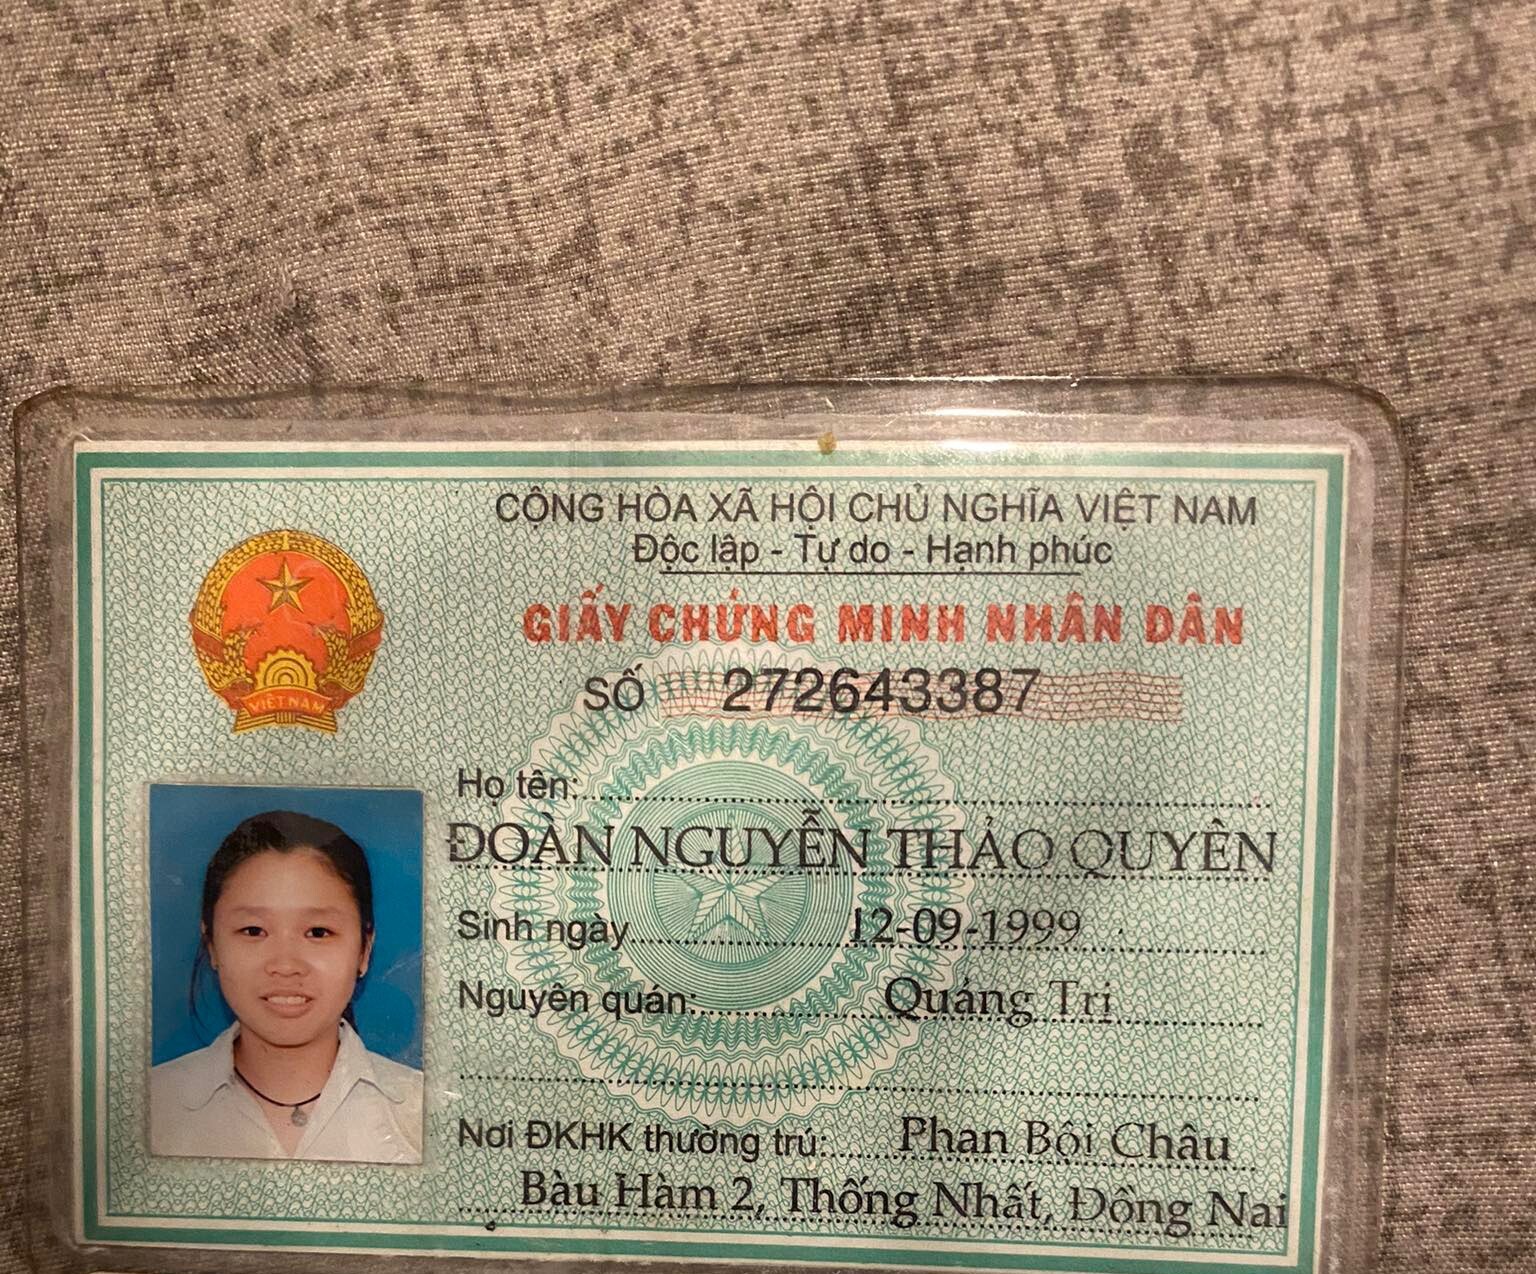 CỘNG HÒA XÃ HỘI CHỦ NGHĨA VIỆT NAM
Độc lập - Tự do - Hạnh phúc
GIẤY CHỨNG MINH NHÂN DÂN
SỐ 272643387
VIỆT NAM
Họ tên:
ĐOÀN NGUYỄN THẢO QUYÊN
Sinh ngày 12-09-1999
Nguyên quán: Quảng Trị
Nơi ĐKHK thường trú: Phan Bội Châu
Bàu Hàm 2, Thống Nhất, Đồng Nai